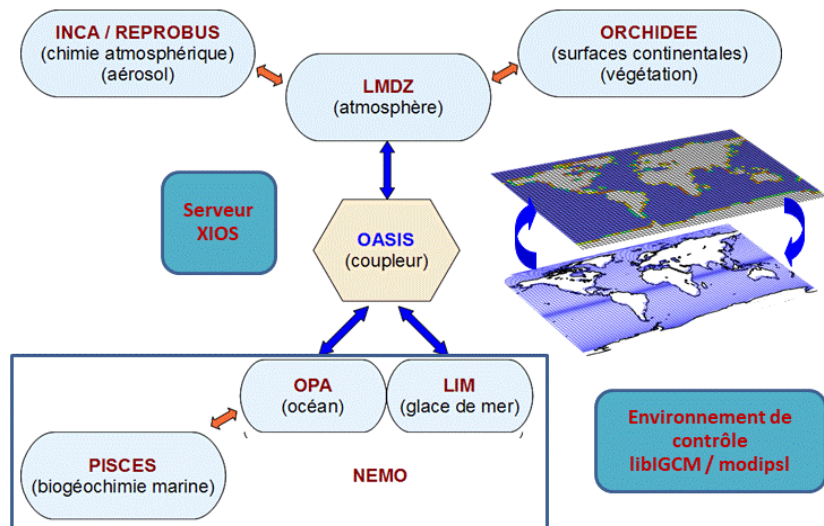 INCA / REPROBUS
(chimie atmosphérique)
(aérosol)
ORCHIDEE
(surfaces continentales)
(végétation)
LMDZ
(atmosphère)
Serveur
XIOS
OASIS
(coupleur)
OPA
(océan)
LIM
(glace de mer)
PISCES
(biogéochimie marine)
NEMO
Environnement de
contrôle
libIGCM / modipsl